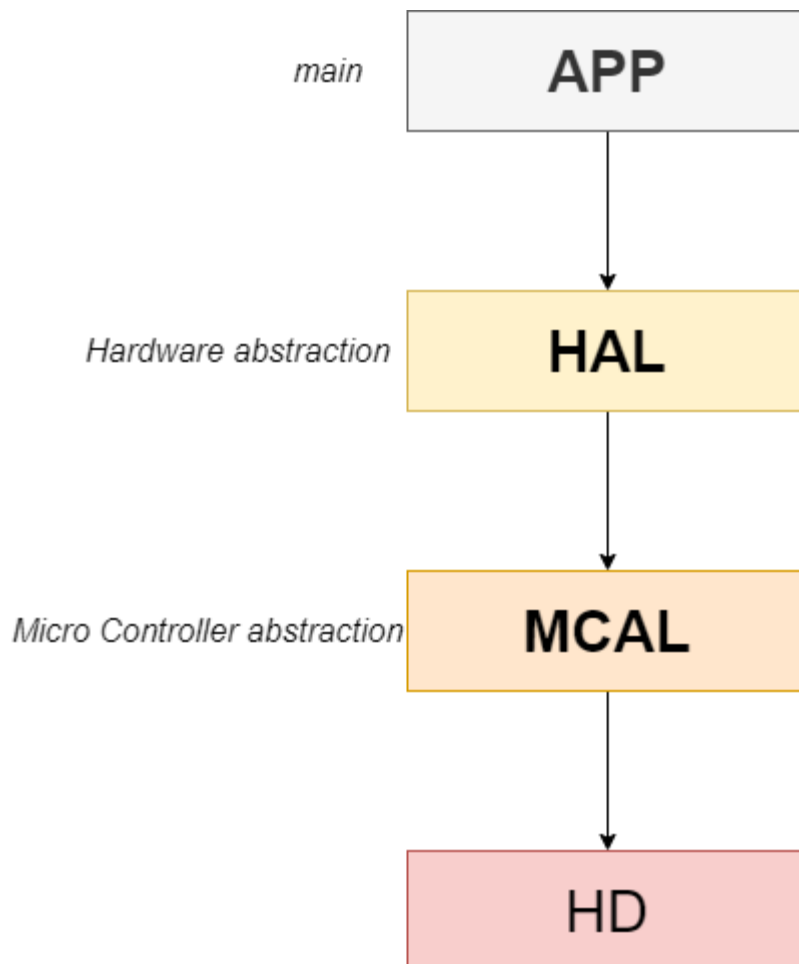 main
APP
Hardware abstraction
HAL
Micro Controller abstraction
MCAL
HD